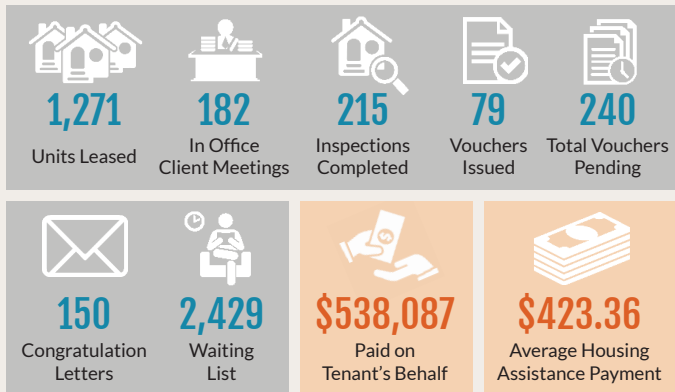 1,271
Units Leased
182
In Office
Client Meetings
215
Inspections
Completed
79
Vouchers
Issued
240
Total Vouchers
Pending
150
Congratulation
Letters
2,429
Waiting
List
$538,087
Paid on
Tenant's Behalf
$423.36
Average Housing
Assistance Payment